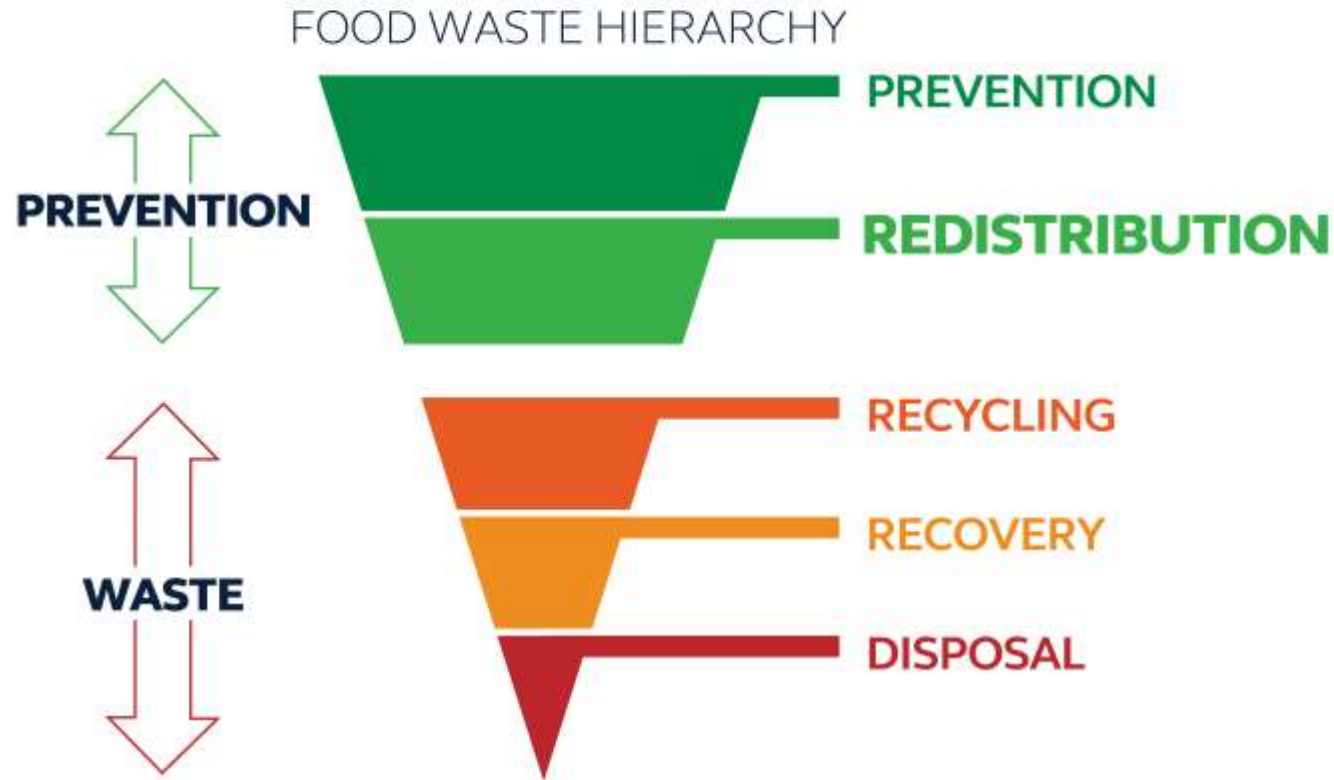 FOOD WASTE HIERARCHY
PREVENTION
PREVENTION
REDISTRIBUTION
RECYCLING
RECOVERY
WASTE
DISPOSAL